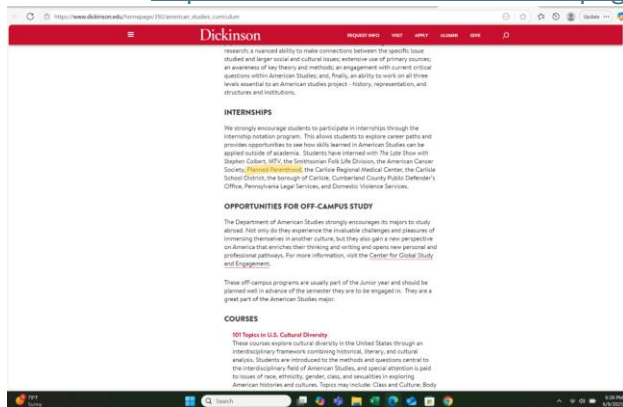 https://www.dickinson.edu/homepage/310/american_studies_curriculum
Update
Dickinson
REQUEST INFO VISIT APPLY ALUMNI GIVE
research; a nuanced ability to make connections between the specific issue
studied and larger social and cultural issues; extensive use of primary sources;
an awareness of key theory and methods; an engagement with current critical
questions within American Studies; and, finally, an ability to work on all three
levels essential to an American studies project - history, representation, and
structures and institutions.
INTERNSHIPS
We strongly encourage students to participate in internships through the
internship notation program. This allows students to explore career paths and
provides opportunities to see how skills learned in American Studies can be
applied outside of academia. Students have interned with The Late Show with
Stephen Colbert, MTV, the Smithsonian Folk Life Division, the American Cancer
Society, Planned Parenthood, the Carlisle Regional Medical Center, the Carlisle
School District, the borough of Carlisle, Cumberland County Public Defender's
Office, Pennsylvania Legal Services, and Domestic Violence Services.
OPPORTUNITIES FOR OFF-CAMPUS STUDY
The Department of American Studies strongly encourages its majors to study
abroad. Not only do they experience the invaluable challenges and pleasures of
immersing themselves in another culture, but they also gain a new perspective
on America that enriches their thinking and writing and opens new personal and
professional pathways. For more information, visit the Center for Global Study
and Engagement.
These off-campus programs are usually part of the Junior year and should be
planned well in advance of the semester they are to be engaged in. They are a
great part of the American Studies major.
COURSES
101 Topics in U.S. Cultural Diversity
These courses explore cultural diversity in the United States through an
interdisciplinary framework combining historical, literary, and cultural
analysis. Students are introduced to the methods and questions central to
the interdisciplinary field of American Studies, and special attention is paid
to issues of race, ethnicity, gender, class, and sexualities in exploring
American histories and cultures. Topics may include: Class and Culture; Body
Sunny
Search